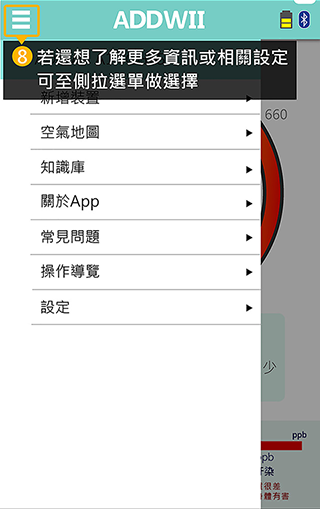 ADDWII
8 若還想了解更多資訊或相關設定
可至側拉選單做選擇
新增裝置
660
空氣地圖
知識庫
關於App
常見問題
操作導覽
設定
少
ppb
ppb
染
很差
體有害